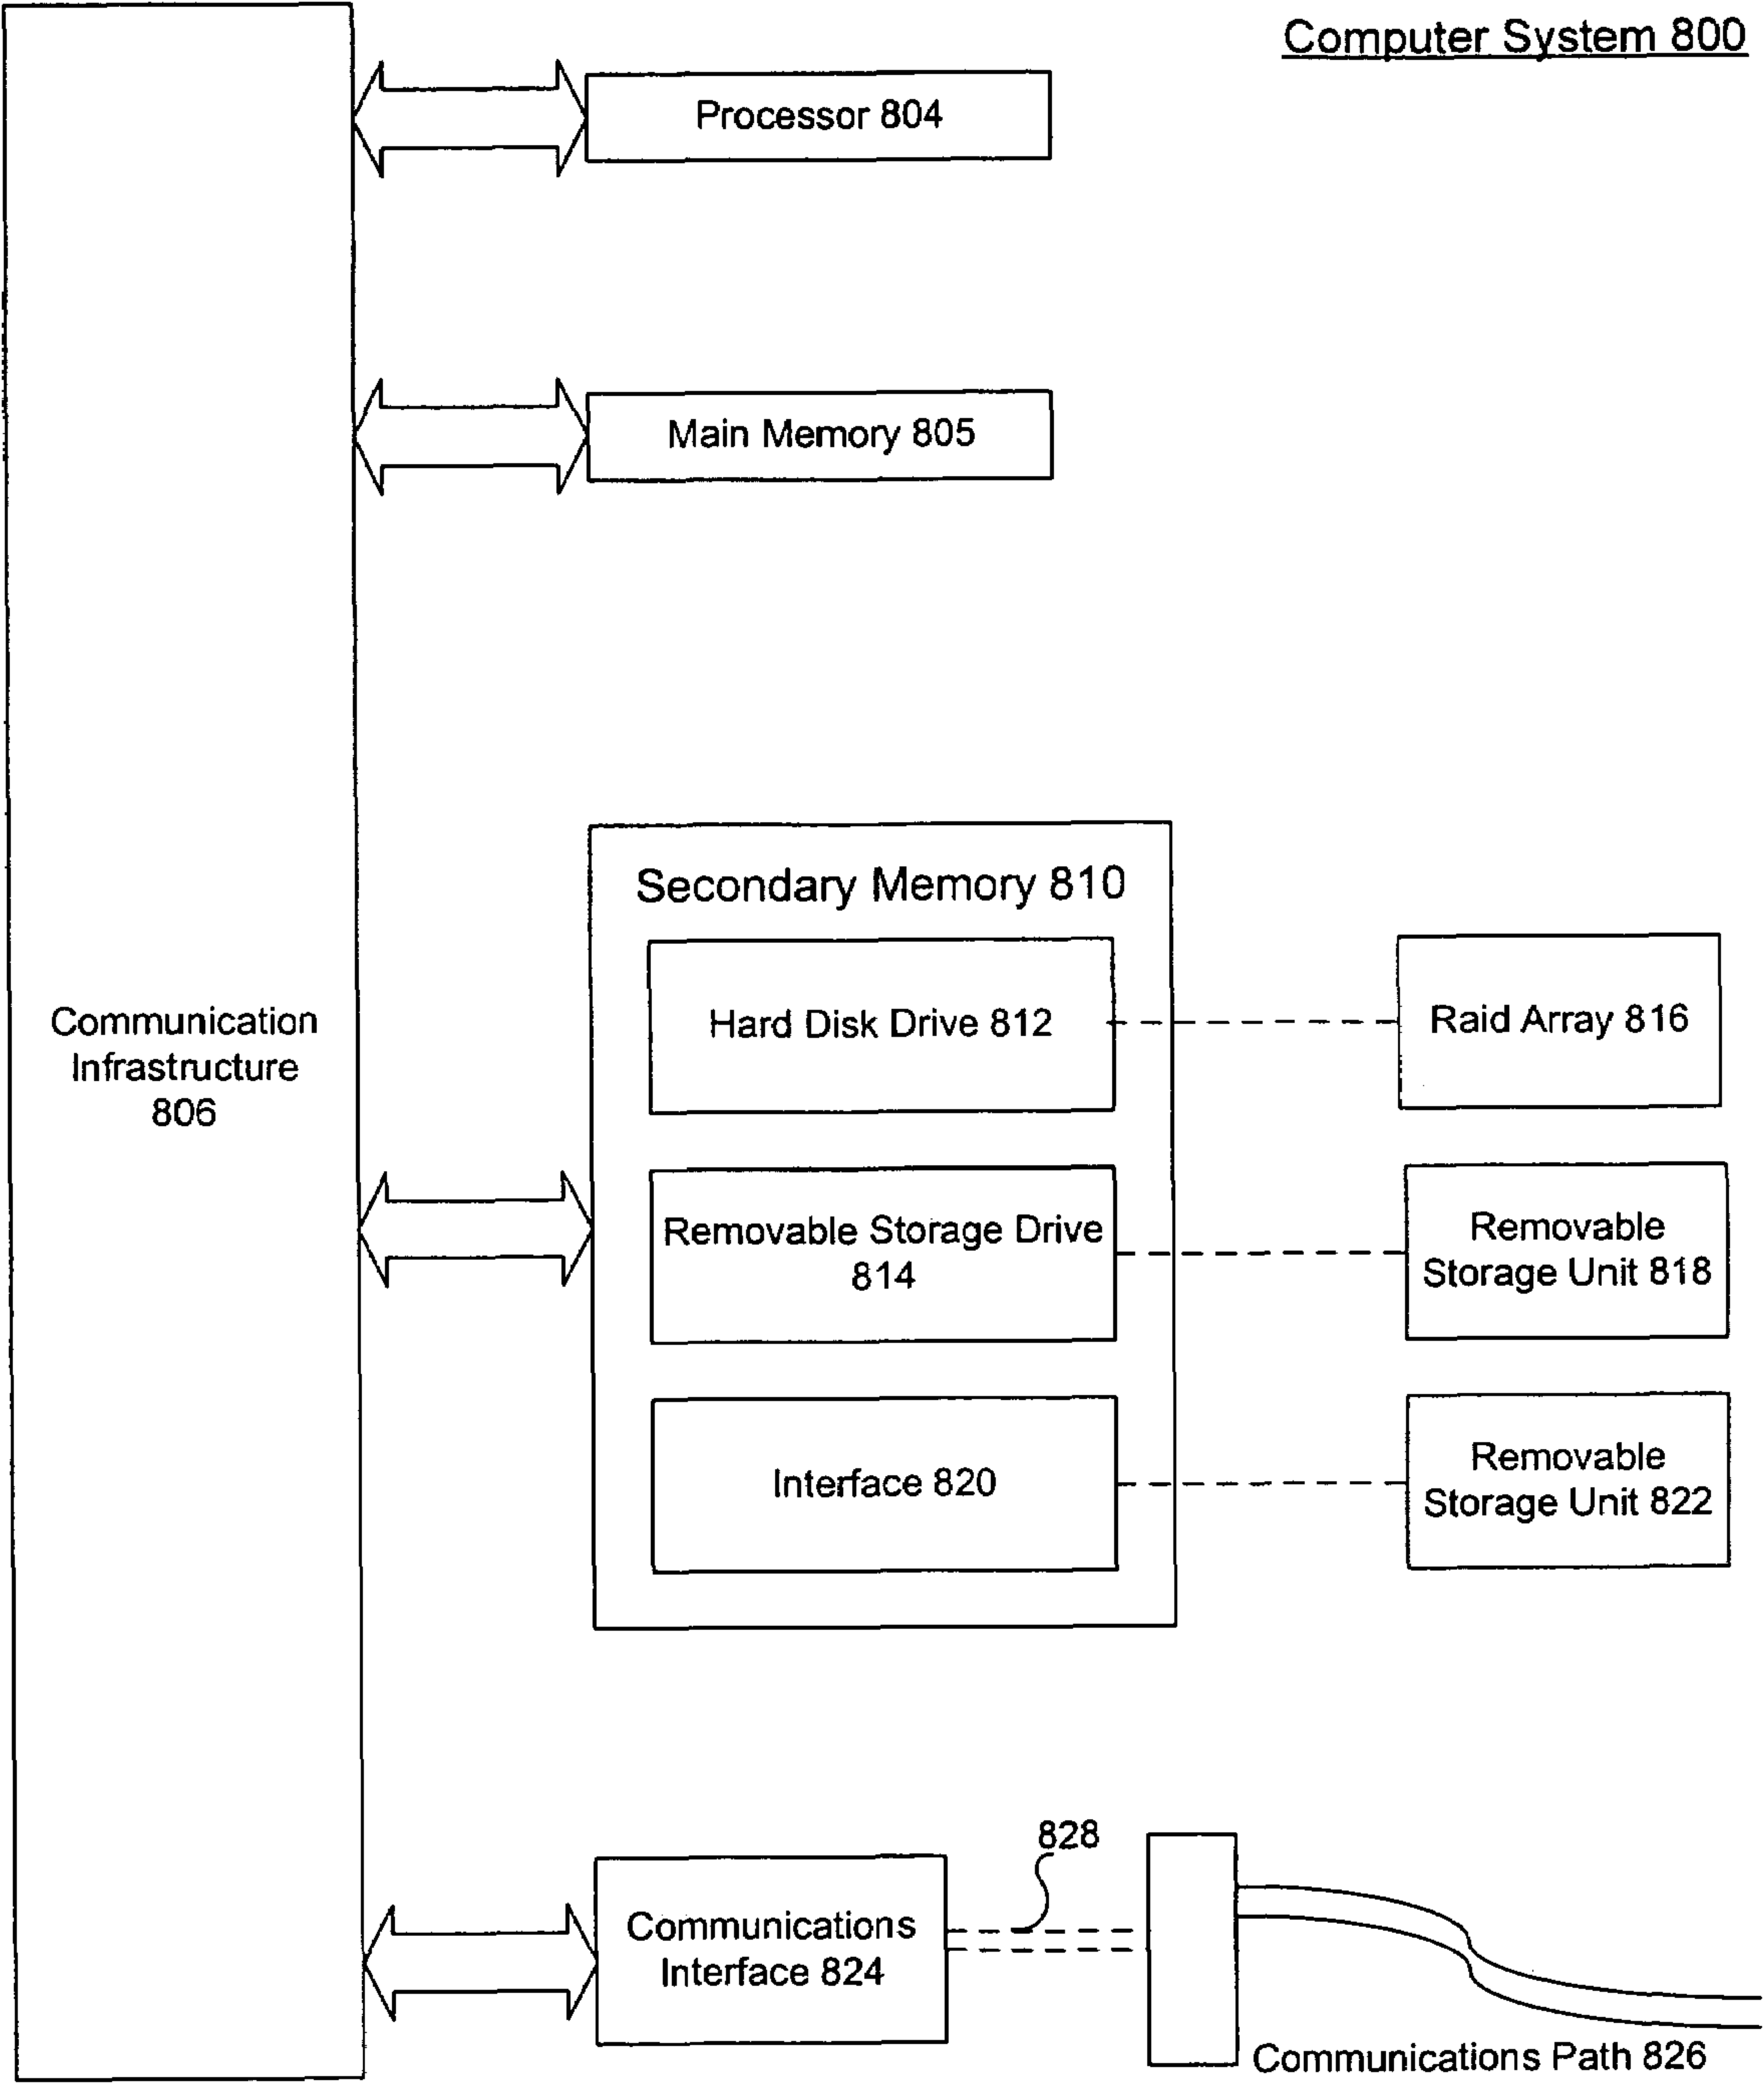 Computer System 800
Processor 804
Main Memory 805
Communication
Infrastructure
806
Secondary Memory 810
Hard Disk Drive 812
Raid Array 816
Removable Storage Drive
814
Removable
Storage Unit 818
Interface 820
Removable
Storage Unit 822
828
Communications
Interface 824
Communications Path 826